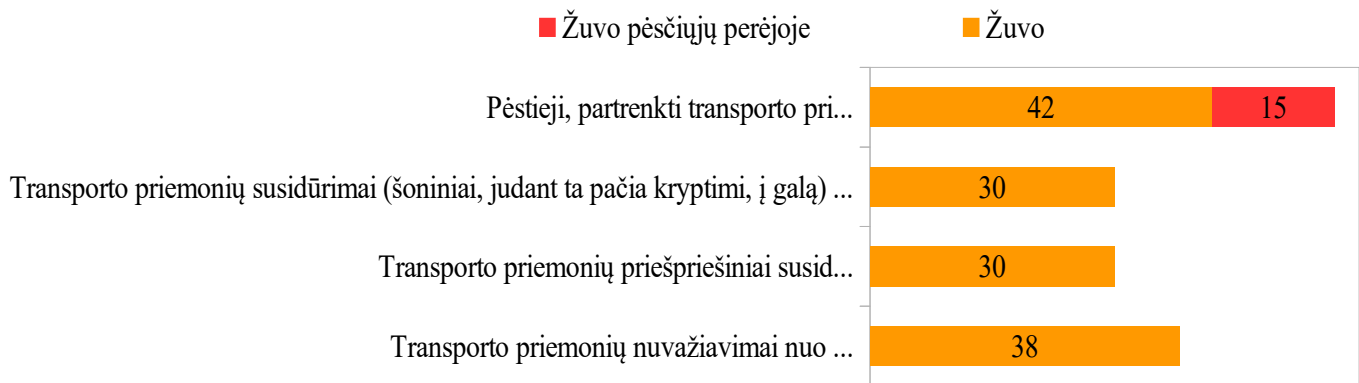 Žuvo pėsčiųjų perėjoje Žuvo
Pėstieji, partrenkti transporto pri... 42 15
Transporto priemonių susidūrimai (šoniniai, judant ta pačia kryptimi, į galą) ... 30
Transporto priemonių priešpriešiniai susid... 30
Transporto priemonių nuvažiavimai nuo ... 38